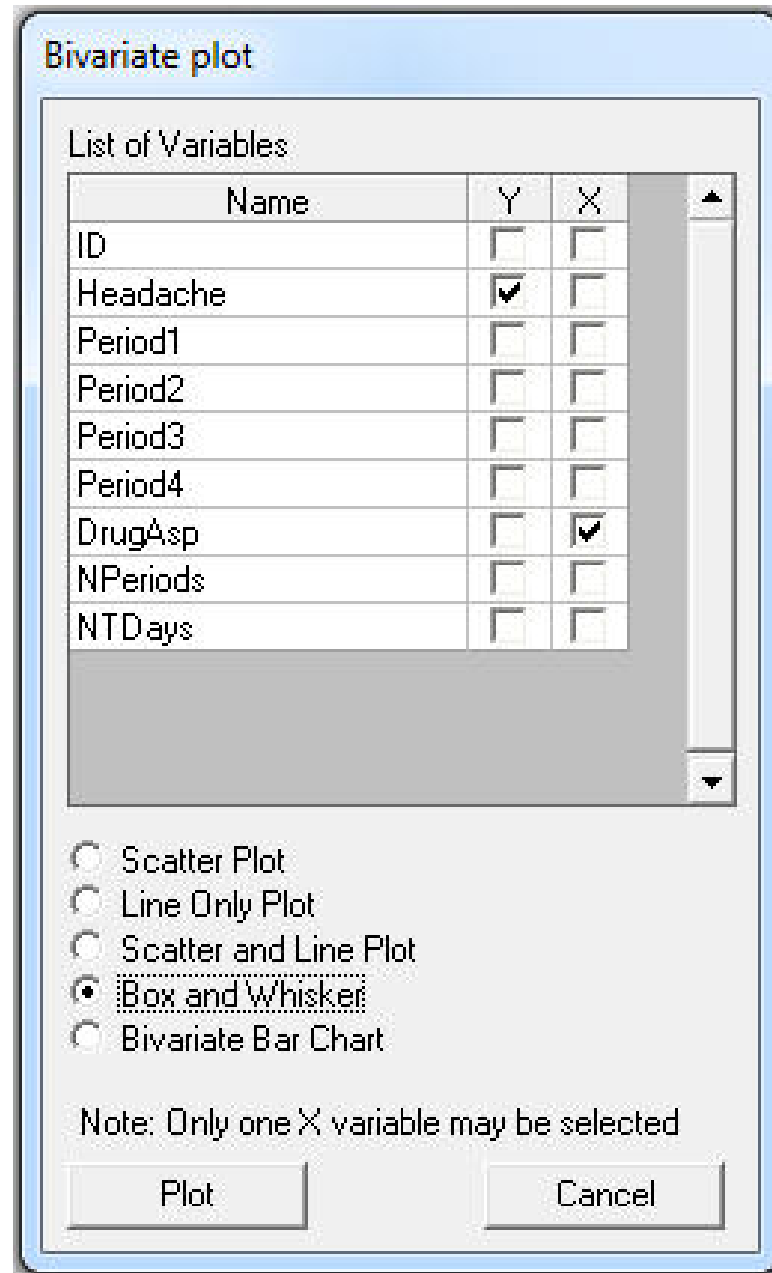 Bivariate plot
List of Variables
Name Y X
ID
Headache
Period1
Period2
Period3
Period4
DrugAsp
NPeriods
NTDays
Scatter Plot
Line Only Plot
Scatter and Line Plot
Box and Whisker
Bivariate Bar Chart
Note: Only one X variable may be selected
Plot Cancel